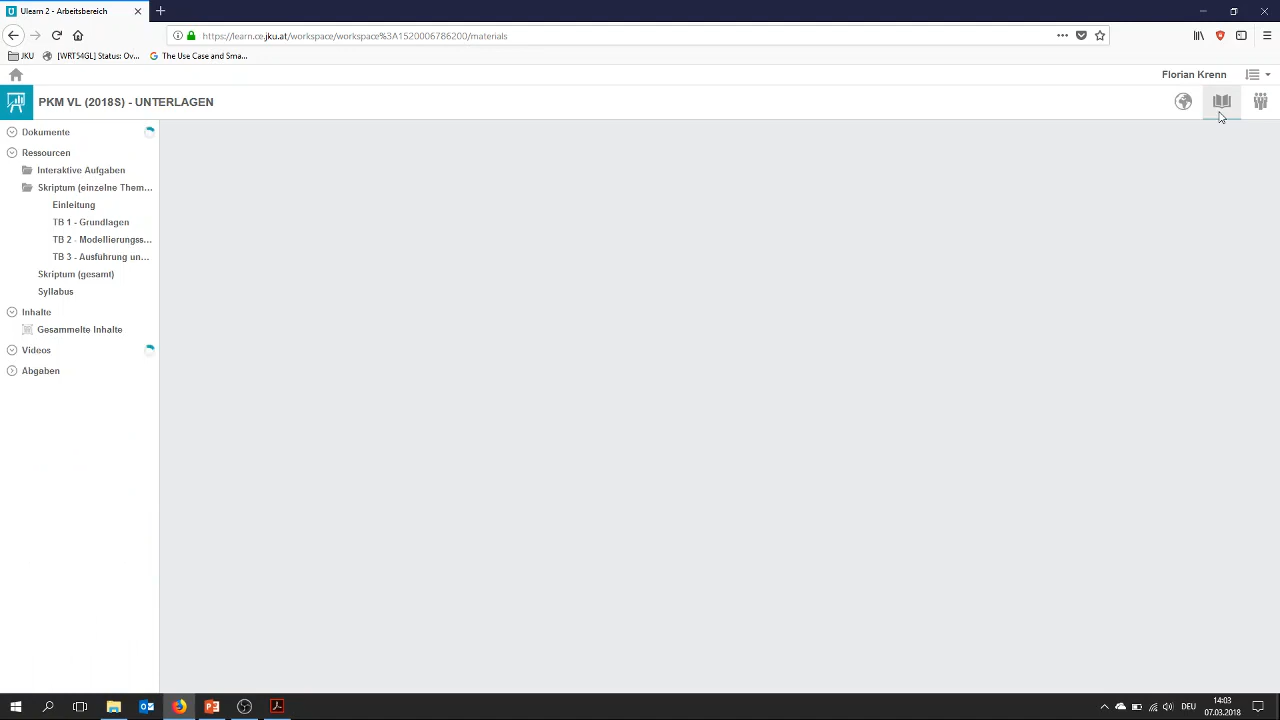 Ulearn 2 - Arbeitsbereich
https://learn.ce.jku.at/workspace/workspace%3A1520006786200/materials
JKU
[WRTS4GL] Status: Ov...
The Use Case and Sma...
Florian Krenn
PKM VL (2018S) - UNTERLAGEN
Dokumente
Ressourcen
Interaktive Aufgaben
Skriptum (einzelne Them...
Einleitung
TB 1 - Grundlagen
TB 2 - Modellierungss...
TB 3 - Ausführung un...
Skriptum (gesamt)
Syllabus
Inhalte
Gesammelte Inhalte
Videos
Abgaben
DEU
14:03
07.03.2018